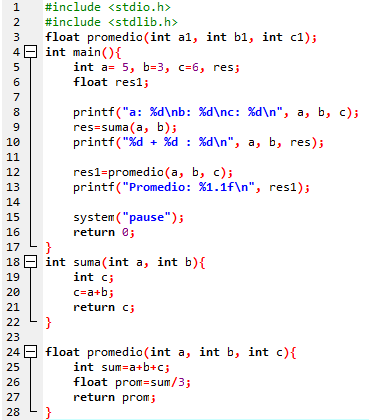 1 #include <stdio.h>
2 #include <stdlib.h>
3 float promedio(int a1, int b1, int c1);
4 int main(){
5 int a= 5, b=3, c=6, res;
6 float res1;
7
8 printf("a: %d\nb: %d\nc: %d\n", a, b, c);
9 res=suma(a, b);
10 printf("%d + %d : %d\n", a, b, res);
11
12 res1=promedio(a, b, c);
13 printf("Promedio: %1.1f\n", res1);
14
15 system("pause");
16 return 0;
17 }
18 int suma(int a, int b){
19 int c;
20 c=a+b;
21 return c;
22 }
23
24 float promedio(int a, int b, int c){
25 int sum=a+b+c;
26 float prom=sum/3;
27 return prom;
28 }